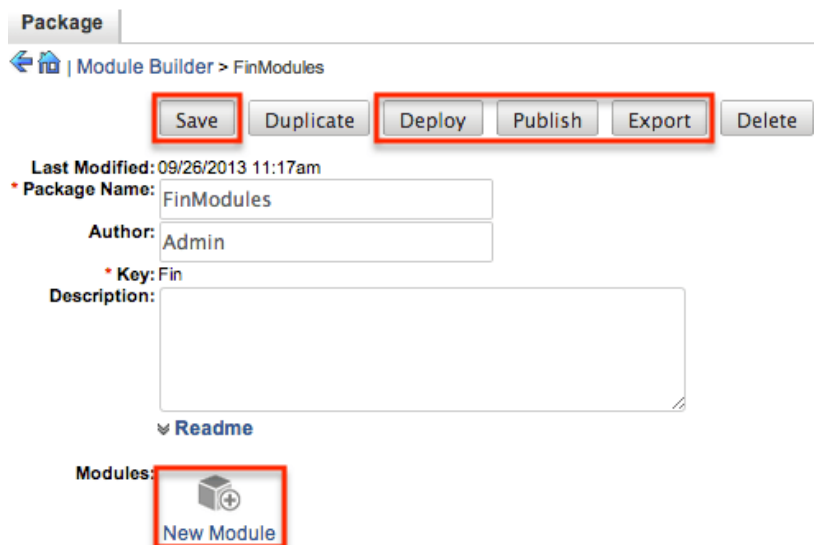 Package
| Module Builder > FinModules
Save Duplicate Deploy Publish Export Delete
Last Modified: 09/26/2013 11:17am
* Package Name: FinModules
Author: Admin
* Key: Fin
Description:
Readme
Modules:
New Module